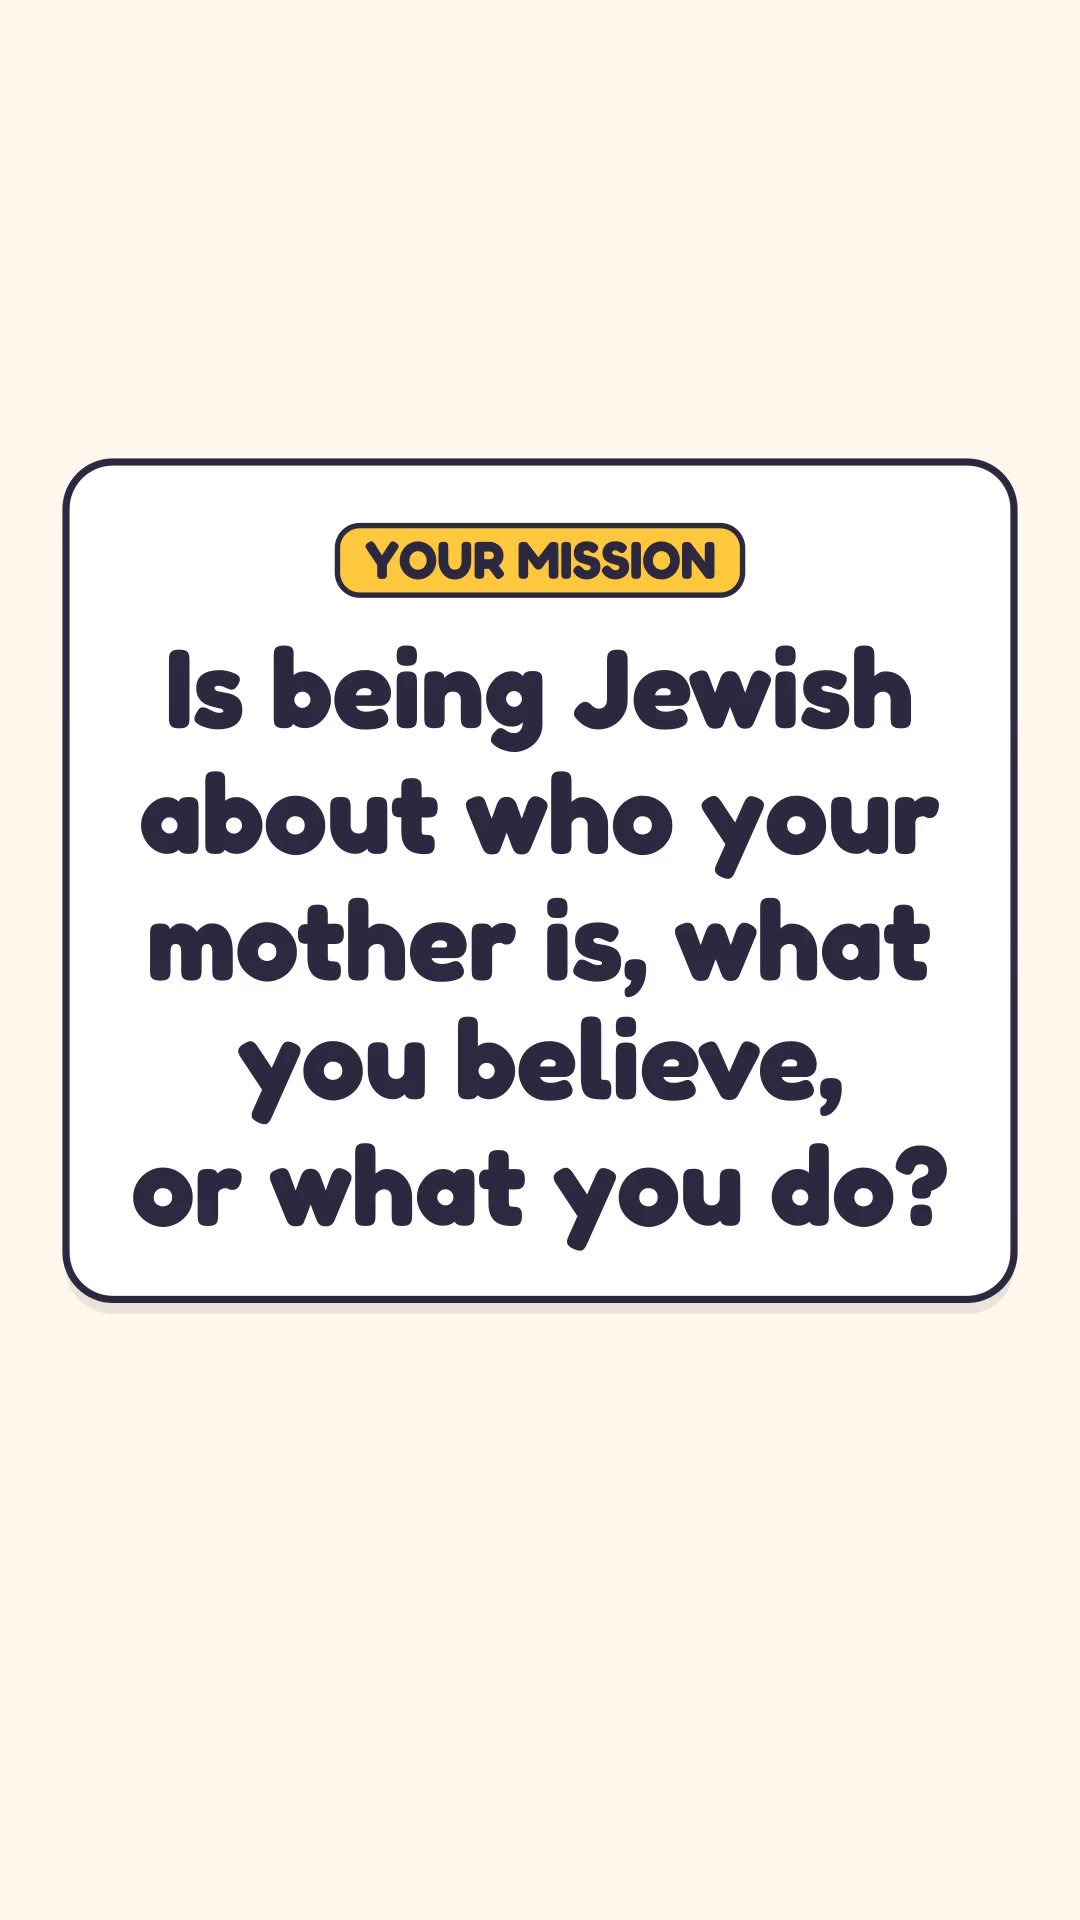 YOUR MISSION
Is being Jewish
about who your
mother is, what
you believe,
or what you do?